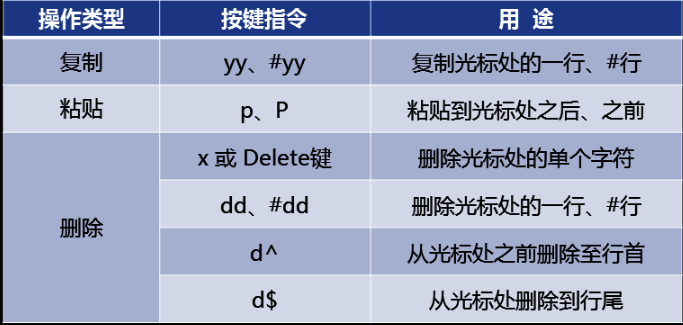 操作类型 按键指令 用 途
复制 yy、#yy 复制光标处的一行、#行
粘贴 p、P 粘贴到光标处之后、之前
删除 x 或 Delete键 删除光标处的单个字符
dd、#dd 删除光标处的一行、#行
d^ 从光标处之前删除至行首
d$ 从光标处删除到行尾